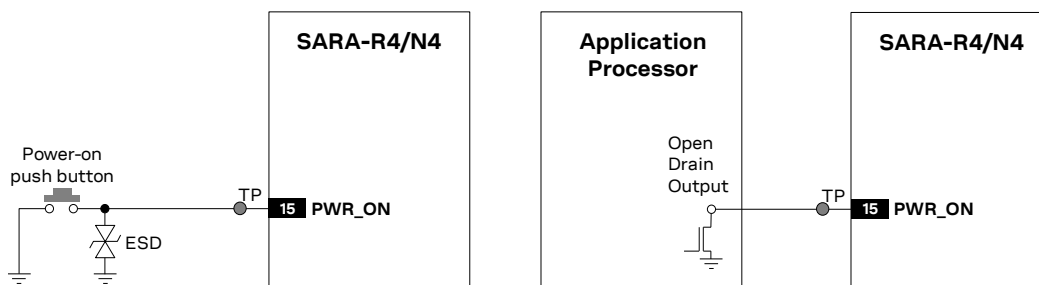 SARA-R4/N4
Power-on
push button
TP
15 PWR_ON
ESD
Application
Processor
Open
Drain
Output
SARA-R4/N4
TP
15 PWR_ON